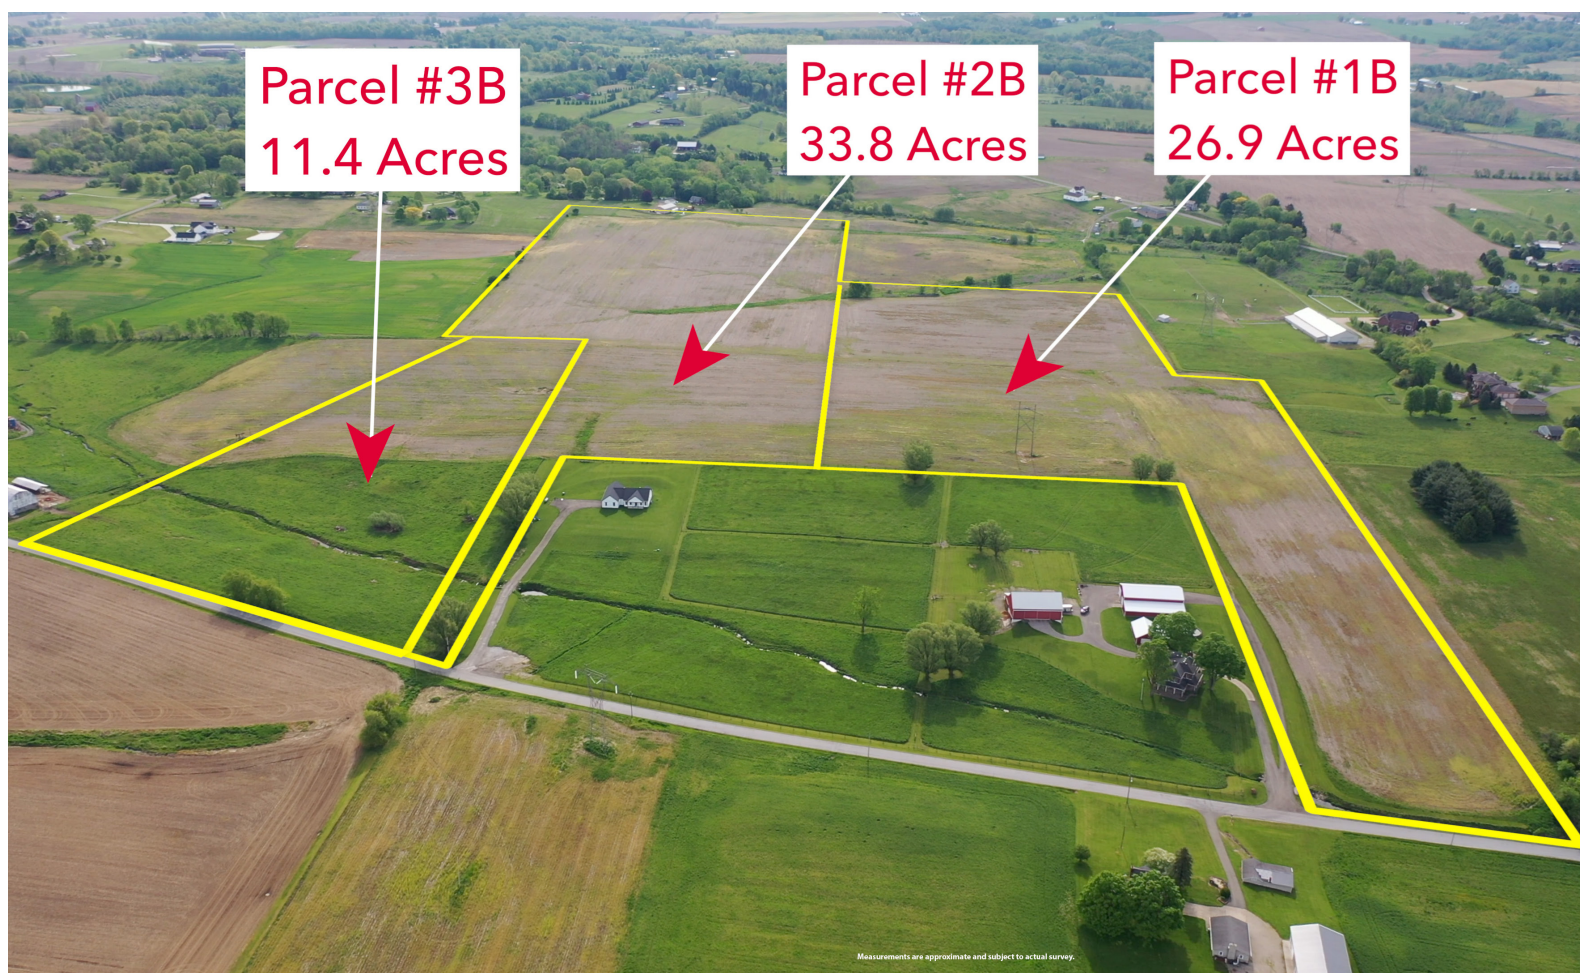 Parcel #3B
11.4 Acres
Parcel #2B
33.8 Acres
Parcel #1B
26.9 Acres
Measurements are approximate and subject to actual survey.